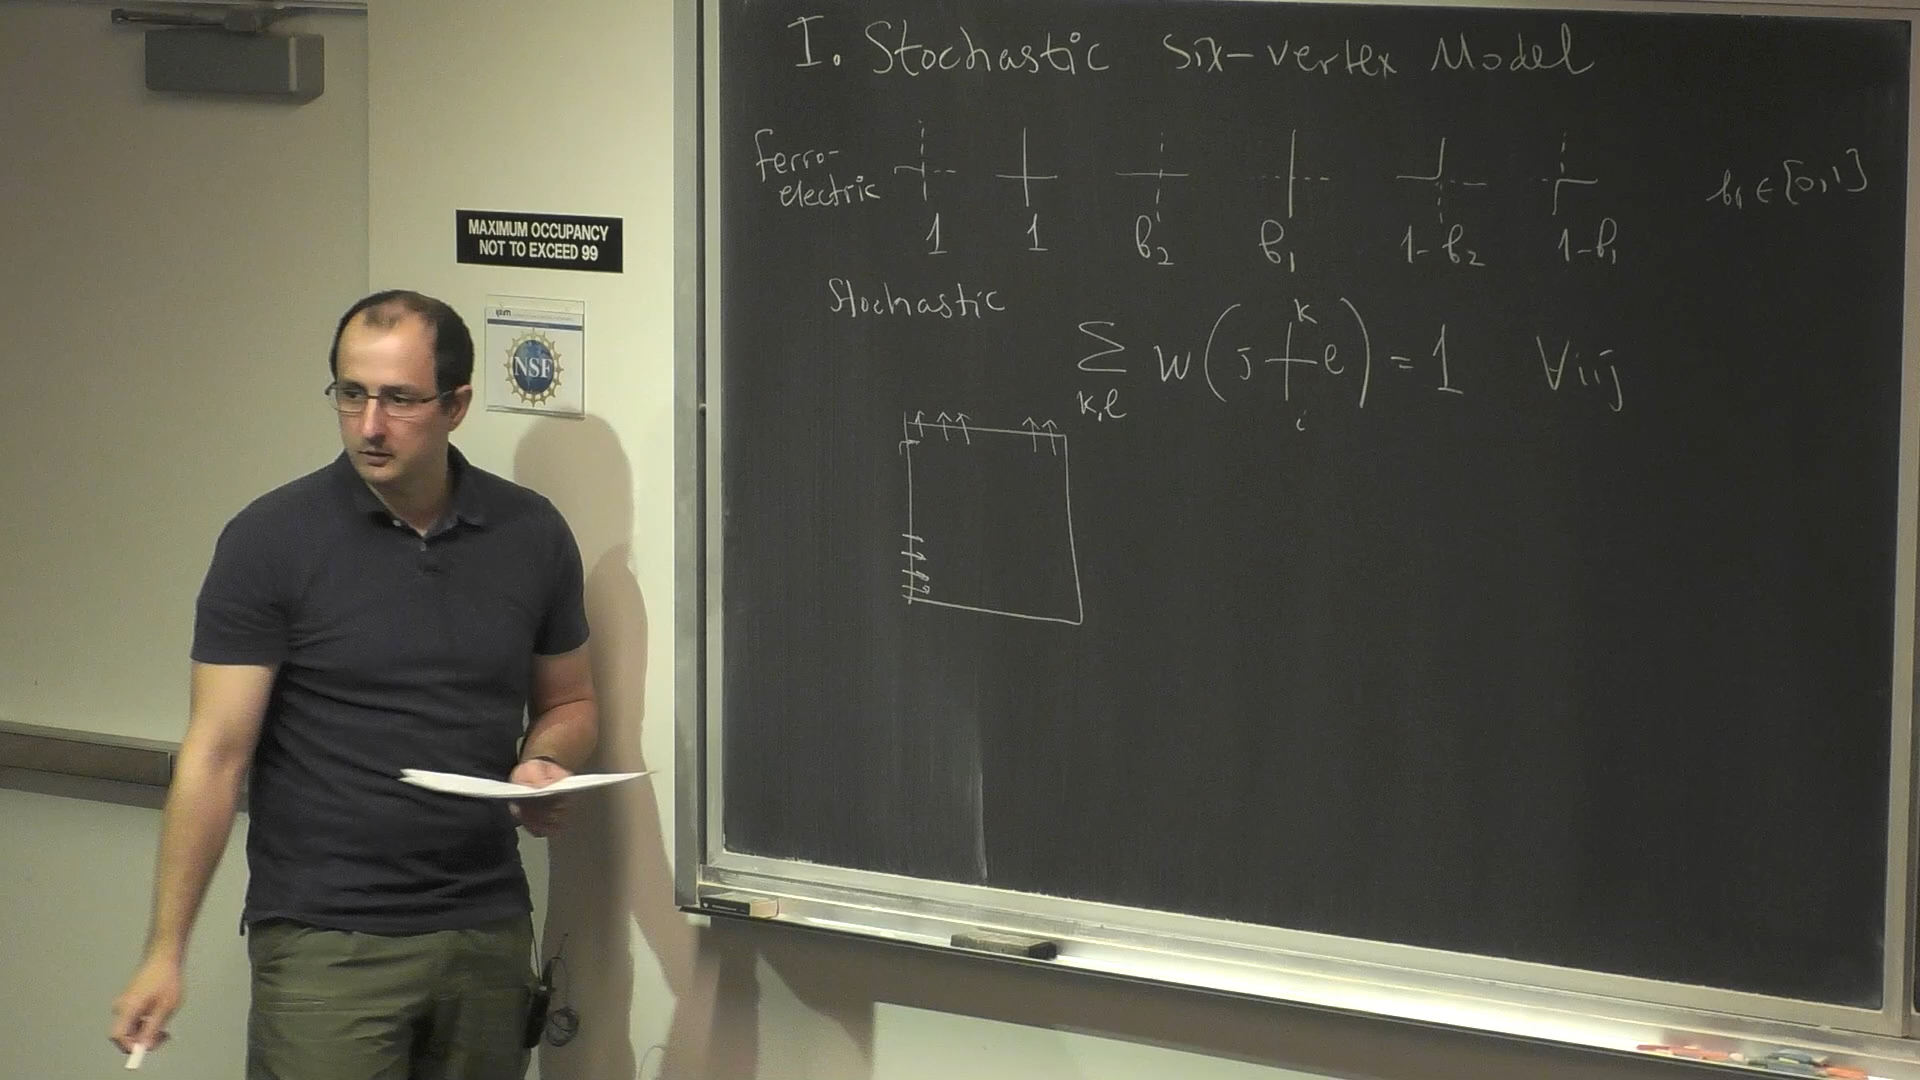 I. Stochastic Six-vertex Model
ferro-
electric
1 1 b₂ b₁ 1-b₂ 1-b₁
b₁ ∈ [0,1]
Stochastic
∑ w( j k l i ) = 1 ∀ i,j
k,l
MAXIMUM OCCUPANCY
NOT TO EXCEED 99
ipam
NSF